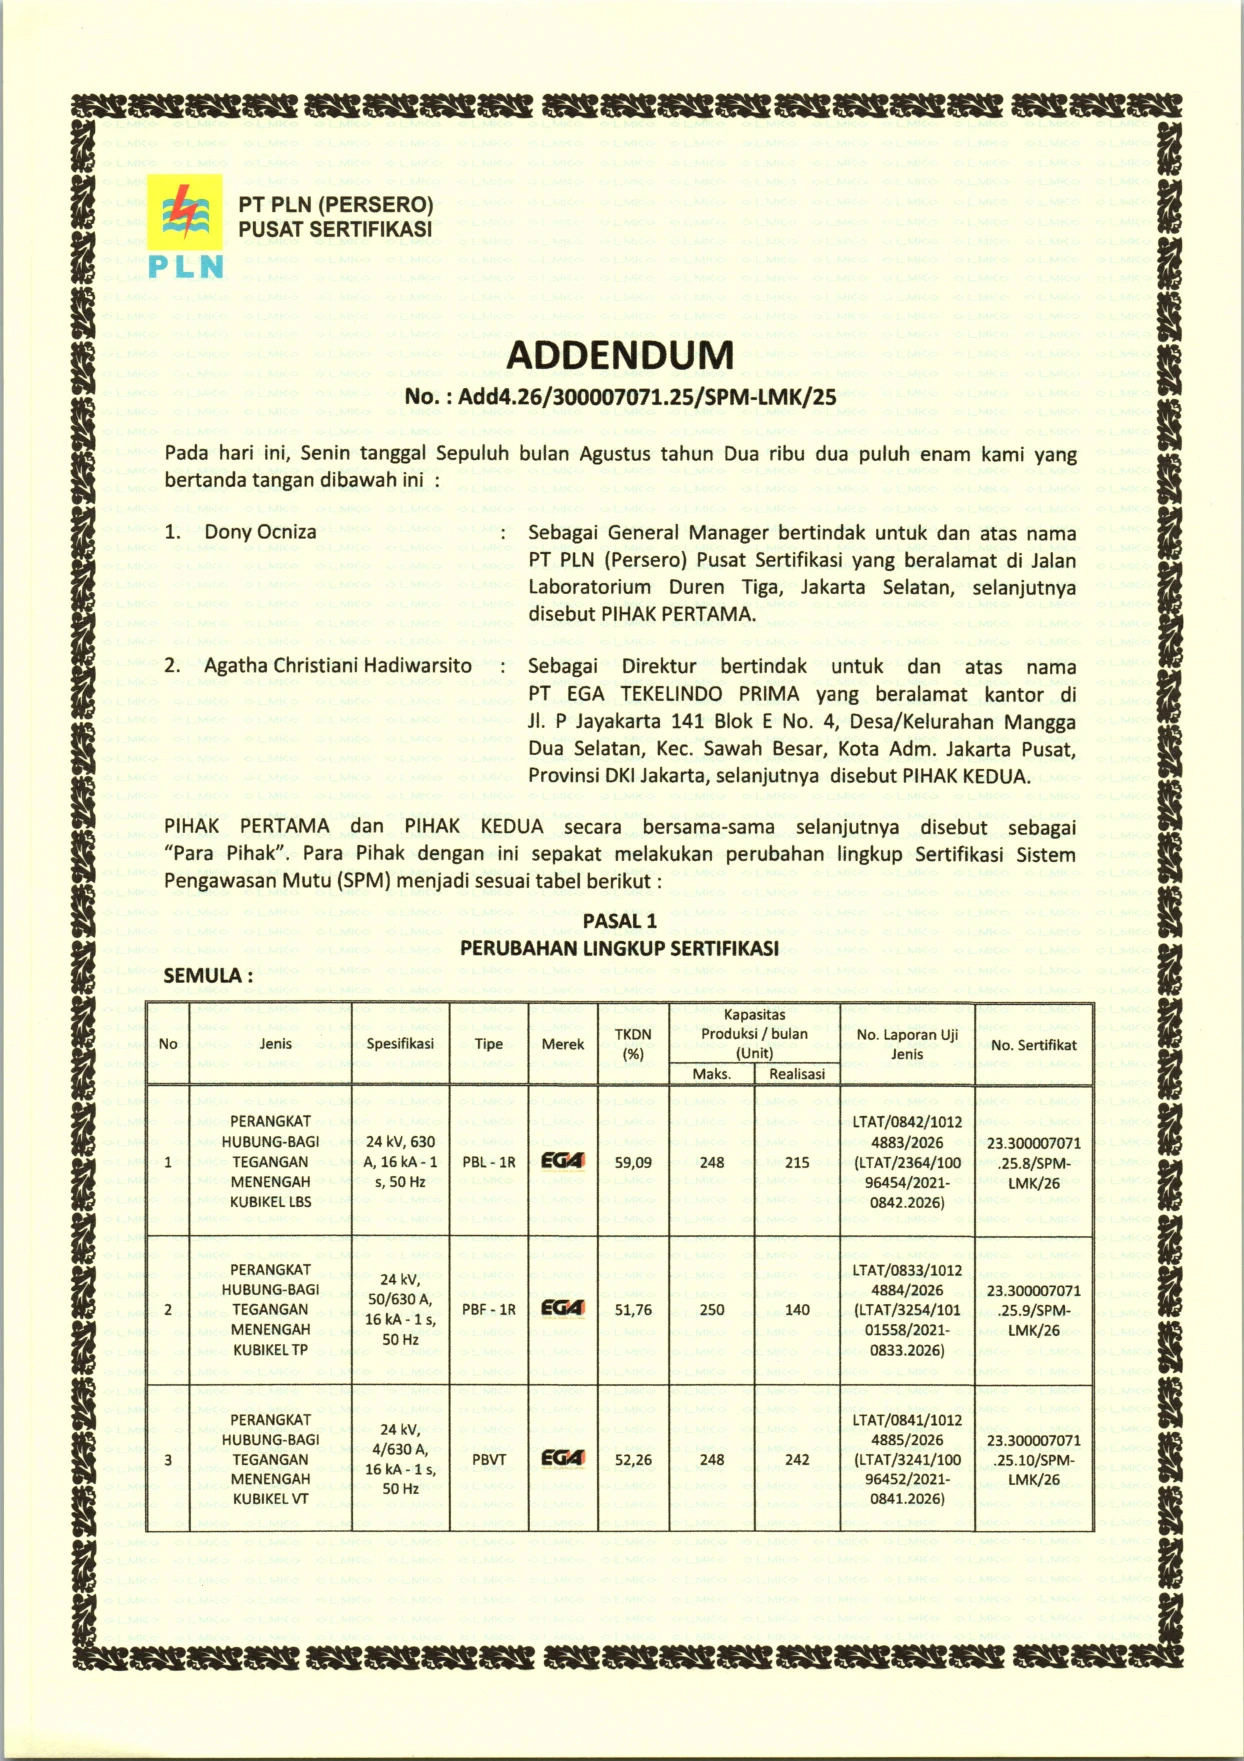 PT PLN (PERSERO)
PUSAT SERTIFIKASI
PLN
ADDENDUM
No. : Add4.26/300007071.25/SPM-LMK/25
Pada hari ini, Senin tanggal Sepuluh bulan Agustus tahun Dua ribu dua puluh enam kami yang
bertanda tangan dibawah ini :
1. Dony Ocniza : Sebagai General Manager bertindak untuk dan atas nama
PT PLN (Persero) Pusat Sertifikasi yang beralamat di Jalan
Laboratorium Duren Tiga, Jakarta Selatan, selanjutnya
disebut PIHAK PERTAMA.
2. Agatha Christiani Hadiwarsito : Sebagai Direktur bertindak untuk dan atas nama
PT EGA TEKELINDO PRIMA yang beralamat kantor di
Jl. P Jayakarta 141 Blok E No. 4, Desa/Kelurahan Mangga
Dua Selatan, Kec. Sawah Besar, Kota Adm. Jakarta Pusat,
Provinsi DKI Jakarta, selanjutnya disebut PIHAK KEDUA.
PIHAK PERTAMA dan PIHAK KEDUA secara bersama-sama selanjutnya disebut sebagai
“Para Pihak”. Para Pihak dengan ini sepakat melakukan perubahan lingkup Sertifikasi Sistem
Pengawasan Mutu (SPM) menjadi sesuai tabel berikut :
PASAL 1
PERUBAHAN LINGKUP SERTIFIKASI
SEMULA :
No
Jenis
Spesifikasi
Tipe
Merek
TKDN
(%)
Kapasitas
Produksi / bulan
(Unit)
Maks.
Realisasi
No. Laporan Uji
Jenis
No. Sertifikat
1
PERANGKAT
HUBUNG-BAGI
TEGANGAN
MENENGAH
KUBIKEL LBS
24 kV, 630
A, 16 kA - 1
s, 50 Hz
PBL - 1R
EGA
59,09
248
215
LTAT/0842/1012
4883/2026
(LTAT/2364/100
96454/2021-
0842.2026)
23.300007071
.25.8/SPM-
LMK/26
2
PERANGKAT
HUBUNG-BAGI
TEGANGAN
MENENGAH
KUBIKEL TP
24 kV,
50/630 A,
16 kA - 1 s,
50 Hz
PBF - 1R
EGA
51,76
250
140
LTAT/0833/1012
4884/2026
(LTAT/3254/101
01558/2021-
0833.2026)
23.300007071
.25.9/SPM-
LMK/26
3
PERANGKAT
HUBUNG-BAGI
TEGANGAN
MENENGAH
KUBIKEL VT
24 kV,
4/630 A,
16 kA - 1 s,
50 Hz
PBVT
EGA
52,26
248
242
LTAT/0841/1012
4885/2026
(LTAT/3241/100
96452/2021-
0841.2026)
23.300007071
.25.10/SPM-
LMK/26